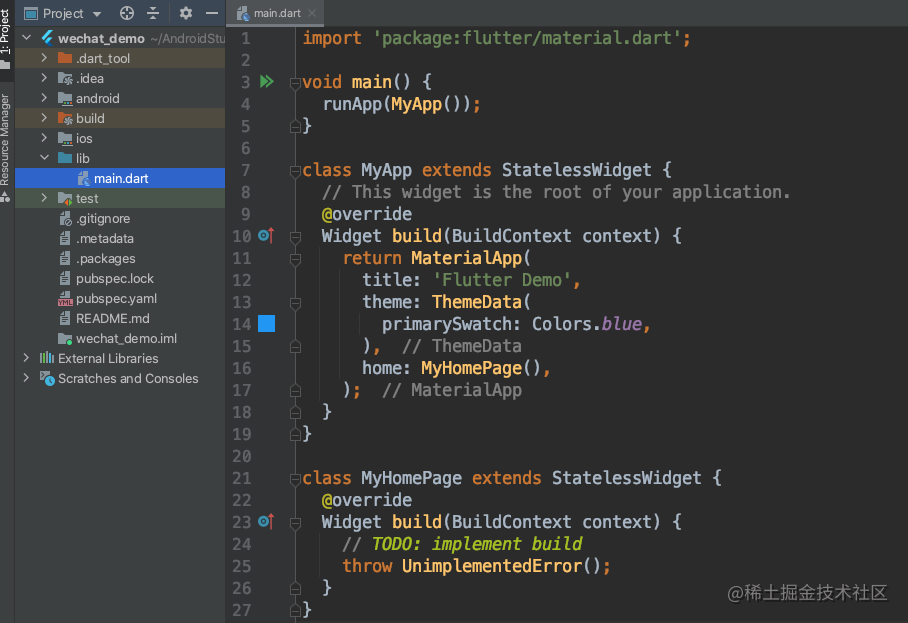 Project
main.dart
1: Project
Resource Manager
wechat_demo ~/AndroidStu
.dart_tool
.idea
android
build
ios
lib
main.dart
test
.gitignore
.metadata
.packages
pubspec.lock
pubspec.yaml
README.md
wechat_demo.iml
External Libraries
Scratches and Consoles
1 import 'package:flutter/material.dart';
2
3 void main() {
4 runApp(MyApp());
5 }
6
7 class MyApp extends StatelessWidget {
8 // This widget is the root of your application.
9 @override
10 Widget build(BuildContext context) {
11 return MaterialApp(
12 title: 'Flutter Demo',
13 theme: ThemeData(
14 primarySwatch: Colors.blue,
15 ), // ThemeData
16 home: MyHomePage(),
17 ); // MaterialApp
18 }
19 }
20
21 class MyHomePage extends StatelessWidget {
22 @override
23 Widget build(BuildContext context) {
24 // TODO: implement build
25 throw UnimplementedError();
26 }
27 }
@稀土掘金技术社区